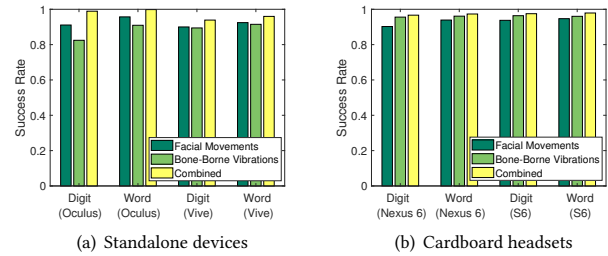 Success Rate
1
0.8
0.6
0.4
0.2
0
Facial Movements
Bone-Borne Vibrations
Combined
Digit (Oculus)
Word (Oculus)
Digit (Vive)
Word (Vive)
(a) Standalone devices
Success Rate
1
0.8
0.6
0.4
0.2
0
Facial Movements
Bone-Borne Vibrations
Combined
Digit (Nexus 6)
Word (Nexus 6)
Digit (S6)
Word (S6)
(b) Cardboard headsets